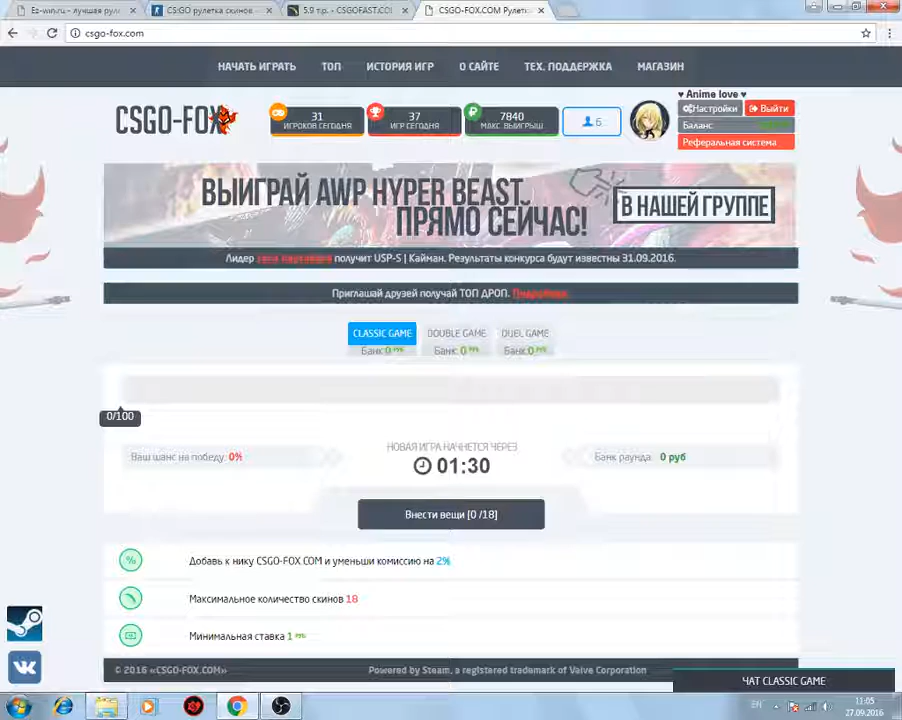 Ez-win.ru - лучшая рул
CS:GO рулетка скинов
5.9 т.р. - CSGOFAST.CO
CSGO-FOX.COM Рулет
csgo-fox.com
НАЧАТЬ ИГРАТЬ ТОП ИСТОРИЯ ИГР О САЙТЕ ТЕХ. ПОДДЕРЖКА МАГАЗИН
CSGO-FOX
31
ИГРОКОВ СЕГОДНЯ
37
ИГР СЕГОДНЯ
7840
МАКС. ВЫИГРЫШ
6
♥ Anime love ♥
Настройки
Выйти
Баланс:
Реферальная система
ВЫИГРАЙ AWP HYPER BEAST
ПРЯМО СЕЙЧАС!
В НАШЕЙ ГРУППЕ
Лидер получит USP-S | Кайман. Результаты конкурса будут известны 31.09.2016.
Приглашай друзей получай ТОП ДРОП. Подробнее
CLASSIC GAME DOUBLE GAME DUEL GAME
Банк:0 РУБ Банк: 0 РУБ Банк:0 РУБ
0/100
Ваш шанс на победу: 0%
НОВАЯ ИГРА НАЧНЕТСЯ ЧЕРЕЗ
01:30
Банк раунда: 0 руб
Внести вещи [0 /18]
% Добавь к нику CSGO-FOX.COM и уменьши комиссию на 2%
Максимальное количество скинов 18
Минимальная ставка 1 РУБ
© 2016 «CSGO-FOX.COM» Powered by Steam, a registered trademark of Valve Corporation
ЧАТ CLASSIC GAME
EN
11:05
27.09.2016